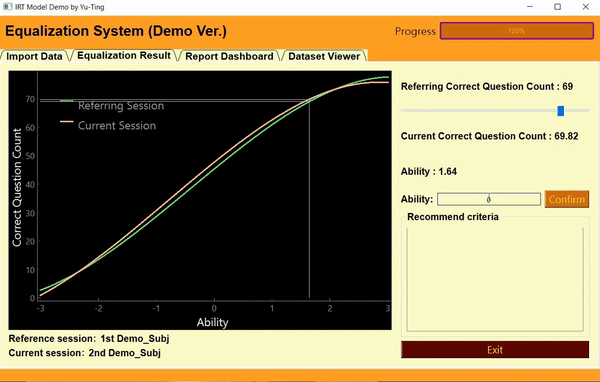 IRT Model Demo by Yu-Ting
Equalization System (Demo Ver.)
Progress
100%
Import Data
Equalization Result
Report Dashboard
Dataset Viewer
Referring Session
Current Session
Correct Question Count
70
60
50
40
30
20
10
0
-3
-2
-1
0
1
2
3
Ability
Reference session: 1st Demo_Subj
Current session: 2nd Demo_Subj
Referring Correct Question Count : 69
Current Correct Question Count : 69.82
Ability : 1.64
Ability:
0
Confirm
Recommend criteria
Exit